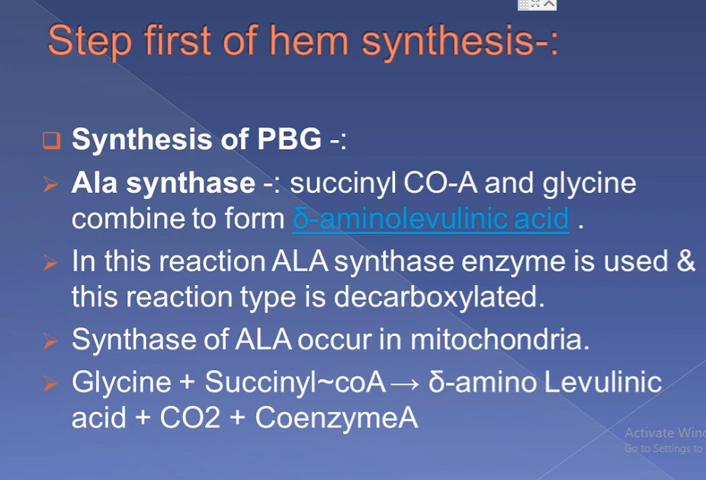 Step first of hem synthesis-:
Synthesis of PBG -:
Ala synthase -: succinyl CO-A and glycine
combine to form δ-aminolevulinic acid .
In this reaction ALA synthase enzyme is used &
this reaction type is decarboxylated.
Synthase of ALA occur in mitochondria.
Glycine + Succinyl~coA→ δ-amino Levulinic
acid + CO2 + CoenzymeA
Activate Wind
Go to Settings to